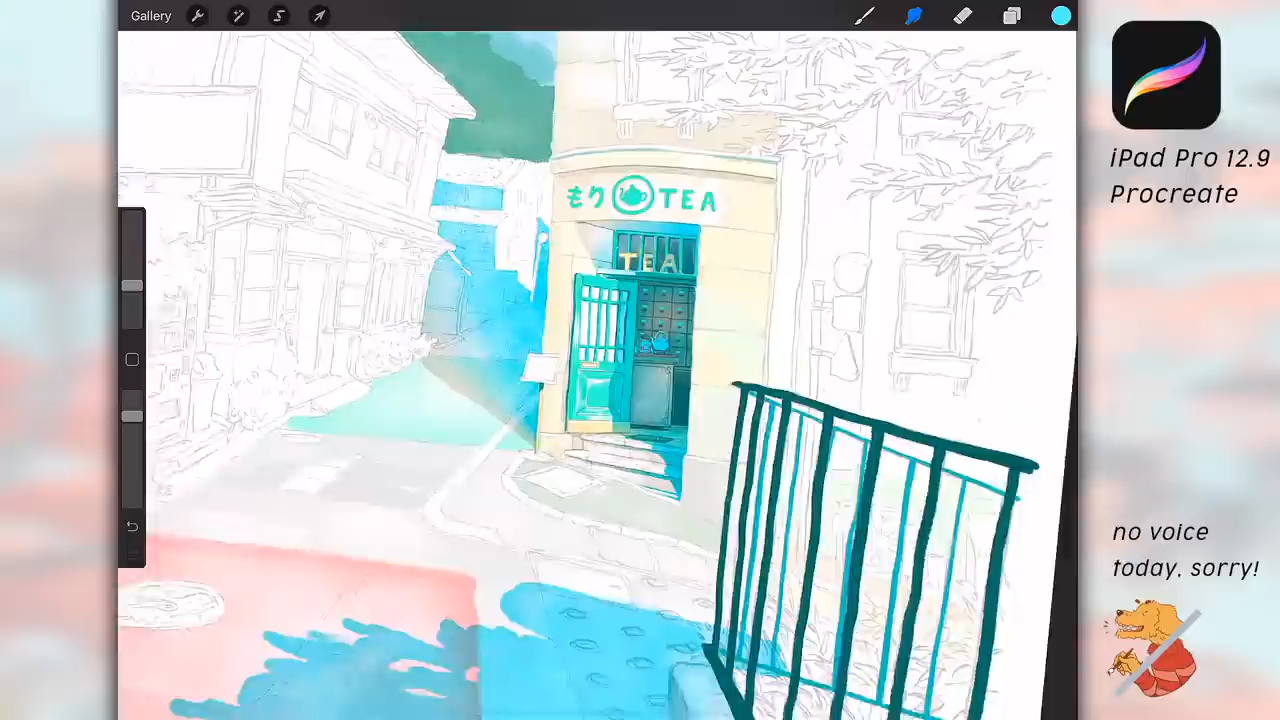 Gallery
もり TEA
TEA
iPad Pro 12.9
Procreate
no voice
today, sorry!